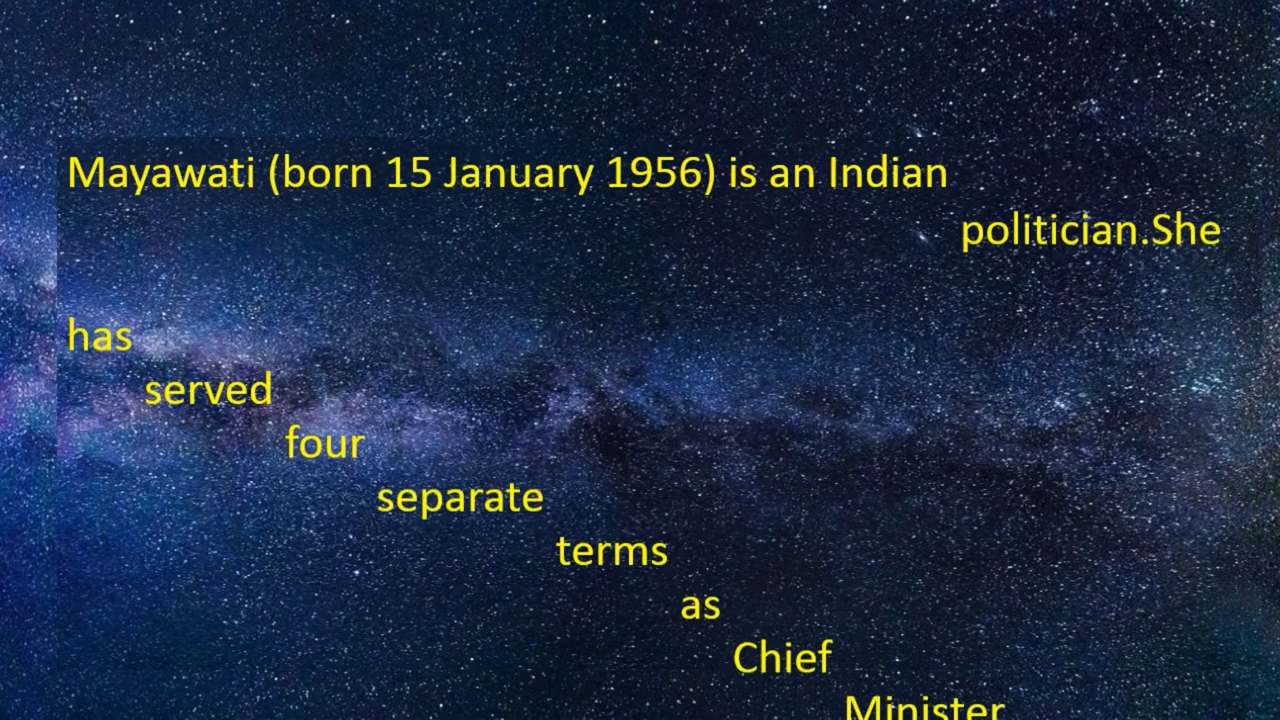 Mayawati (born 15 January 1956) is an Indian
politician.She
has
served
four
separate
terms
as
Chief
Minister